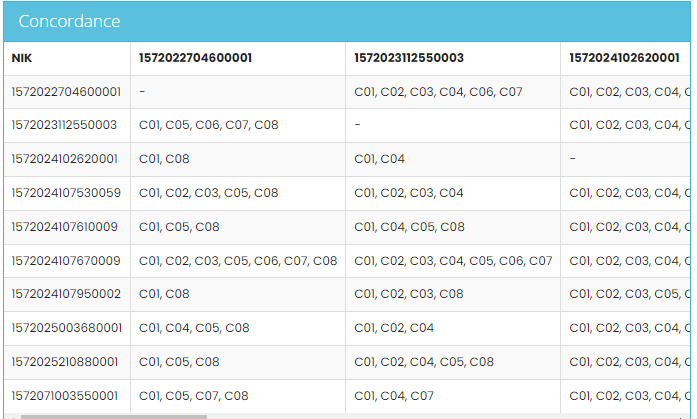 Concordance
NIK 1572022704600001 1572023112550003 1572024102620001
1572022704600001 - C01, C02, C03, C04, C06, C07 C01, C02, C03, C04,
1572023112550003 C01, C05, C06, C07, C08 - C01, C02, C03, C04,
1572024102620001 C01, C08 C01, C04 -
1572024107530059 C01, C02, C03, C05, C08 C01, C02, C03, C04 C01, C02, C03, C04,
1572024107610009 C01, C05, C08 C01, C04, C05, C08 C01, C02, C03, C04,
1572024107670009 C01, C02, C03, C05, C06, C07, C08 C01, C02, C03, C04, C05, C06, C07 C01, C02, C03, C04,
1572024107950002 C01, C08 C01, C02, C03, C08 C01, C02, C03, C05,
1572025003680001 C01, C04, C05, C08 C01, C02, C04 C01, C02, C03, C04,
1572025210880001 C01, C05, C08 C01, C02, C04, C05, C08 C01, C02, C03, C04,
1572071003550001 C01, C05, C07, C08 C01, C04, C07 C01, C02, C03, C04,